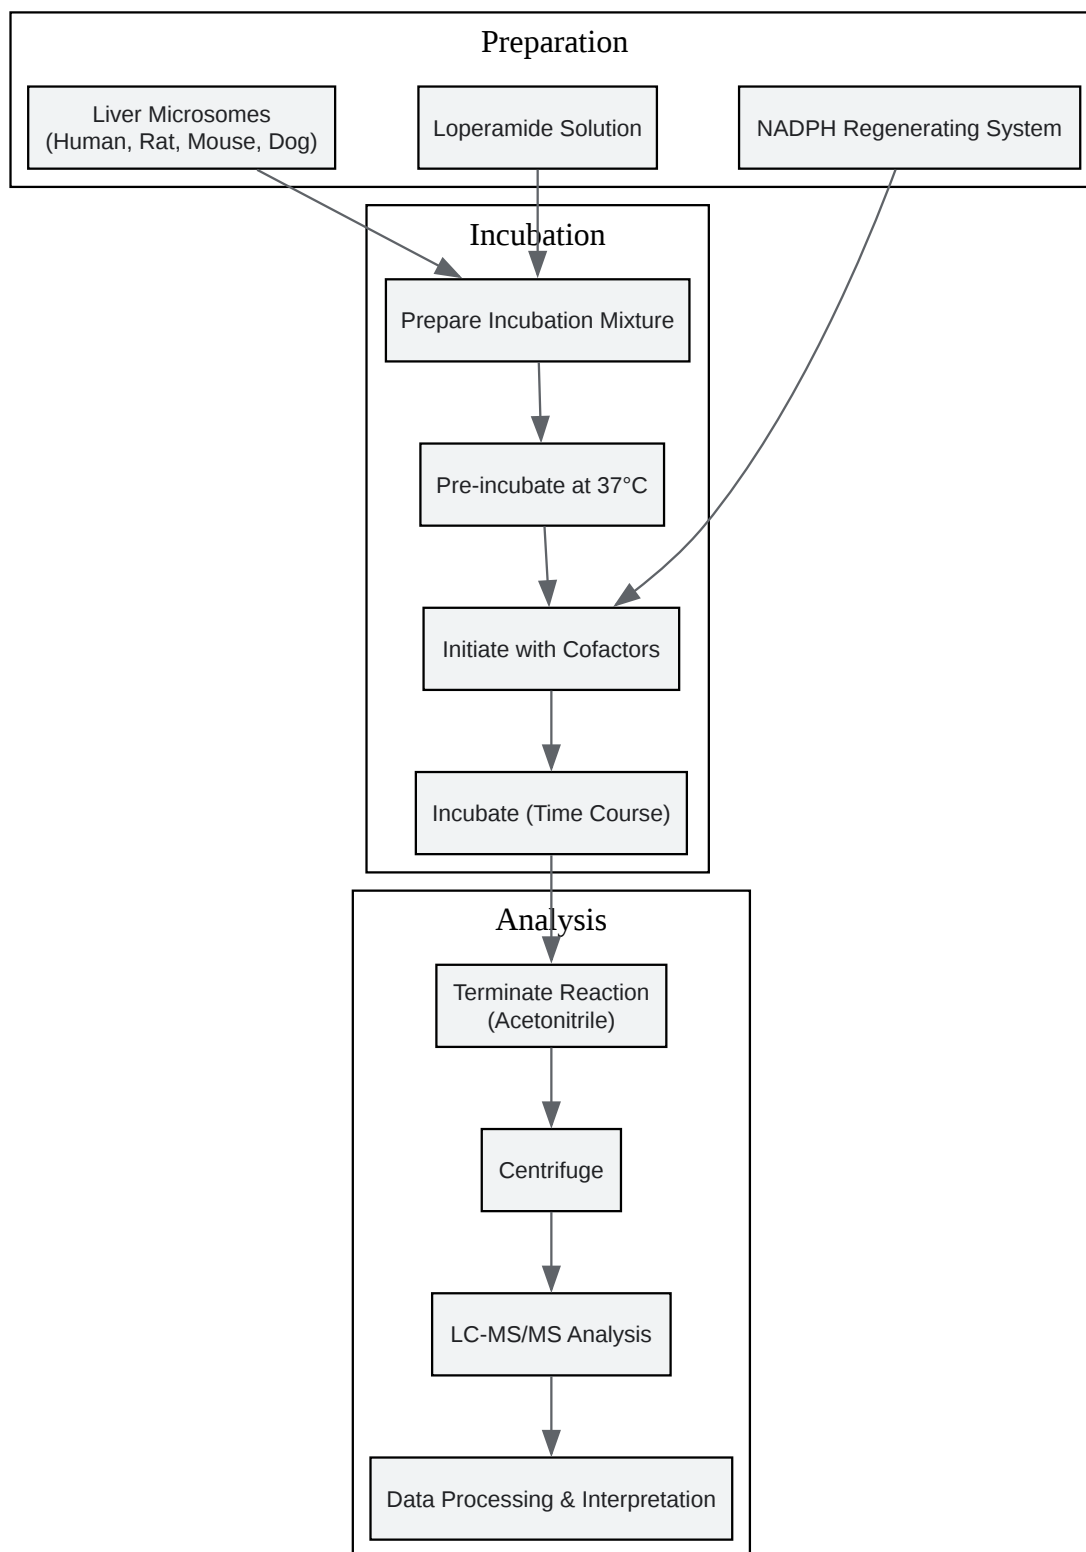 Preparation
Liver Microsomes
(Human, Rat, Mouse, Dog)
Loperamide Solution
NADPH Regenerating System
Incubation
Prepare Incubation Mixture
Pre-incubate at 37°C
Initiate with Cofactors
Incubate (Time Course)
Analysis
Terminate Reaction
(Acetonitrile)
Centrifuge
LC-MS/MS Analysis
Data Processing & Interpretation